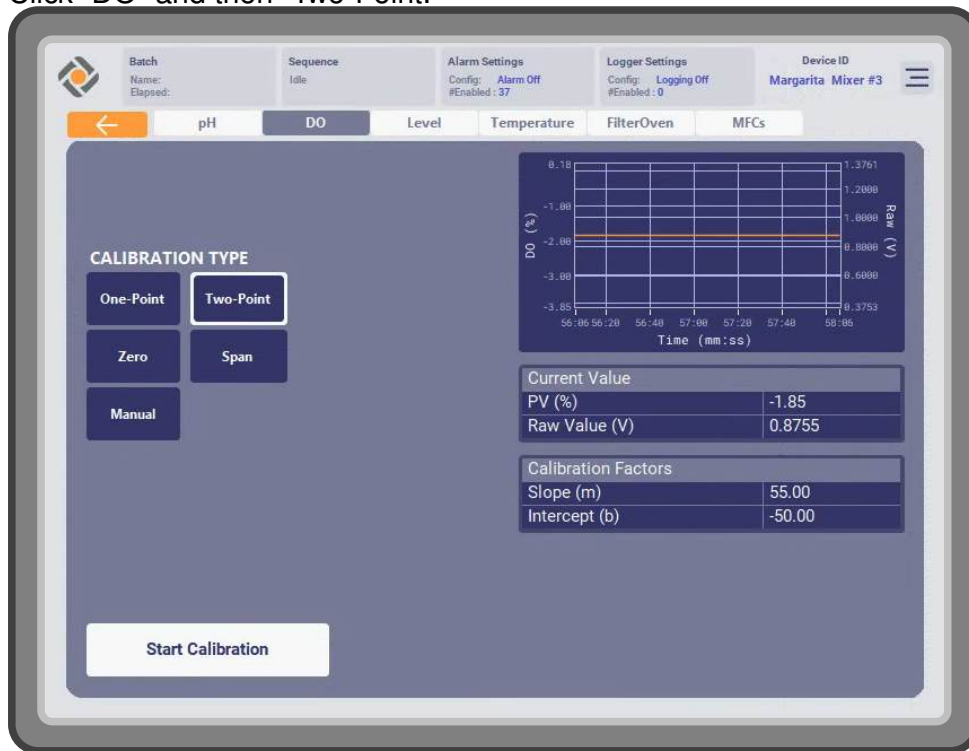 Click "DO" and then "Two-Point.
Batch
Name:
Elapsed:
Sequence
Idle
Alarm Settings
Config: Alarm Off
#Enabled : 37
Logger Settings
Config: Logging Off
#Enabled : 0
Device ID
Margarita Mixer #3
pH DO Level Temperature FilterOven MFCs
CALIBRATION TYPE
One-Point Two-Point
Zero Span
Manual
Start Calibration
DO (%)
0.18
-1.00
-2.00
-3.00
-3.85
1.3761
1.2000
1.0000
0.8000
0.6000
0.3753
Raw (V)
56:06 56:20 56:40 57:00 57:20 57:40 58:06
Time (mm:ss)
Current Value
PV (%) -1.85
Raw Value (V) 0.8755
Calibration Factors
Slope (m) 55.00
Intercept (b) -50.00